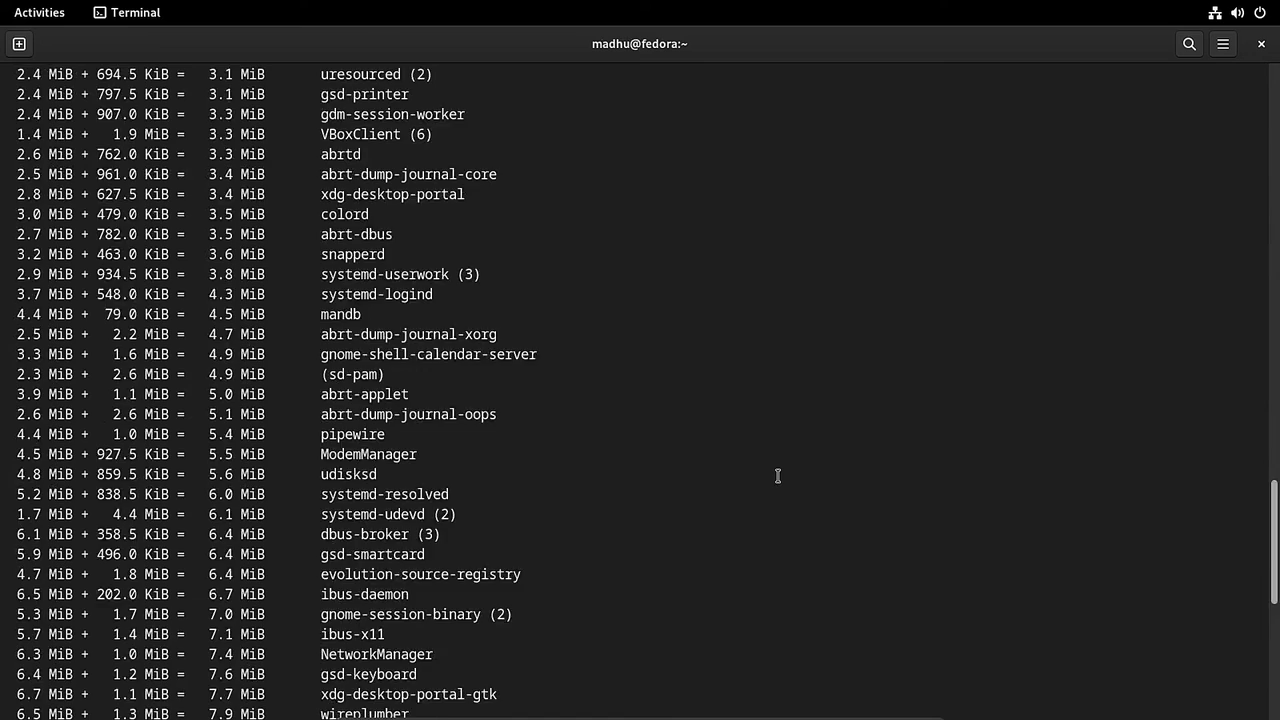 Activities Terminal
madhu@fedora:~
2.4 MiB + 694.5 KiB = 3.1 MiB uresourced (2)
2.4 MiB + 797.5 KiB = 3.1 MiB gsd-printer
2.4 MiB + 907.0 KiB = 3.3 MiB gdm-session-worker
1.4 MiB + 1.9 MiB = 3.3 MiB VBoxClient (6)
2.6 MiB + 762.0 KiB = 3.3 MiB abrtd
2.5 MiB + 961.0 KiB = 3.4 MiB abrt-dump-journal-core
2.8 MiB + 627.5 KiB = 3.4 MiB xdg-desktop-portal
3.0 MiB + 479.0 KiB = 3.5 MiB colord
2.7 MiB + 782.0 KiB = 3.5 MiB abrt-dbus
3.2 MiB + 463.0 KiB = 3.6 MiB snapperd
2.9 MiB + 934.5 KiB = 3.8 MiB systemd-userwork (3)
3.7 MiB + 548.0 KiB = 4.3 MiB systemd-logind
4.4 MiB + 79.0 KiB = 4.5 MiB mandb
2.5 MiB + 2.2 MiB = 4.7 MiB abrt-dump-journal-xorg
3.3 MiB + 1.6 MiB = 4.9 MiB gnome-shell-calendar-server
2.3 MiB + 2.6 MiB = 4.9 MiB (sd-pam)
3.9 MiB + 1.1 MiB = 5.0 MiB abrt-applet
2.6 MiB + 2.6 MiB = 5.1 MiB abrt-dump-journal-oops
4.4 MiB + 1.0 MiB = 5.4 MiB pipewire
4.5 MiB + 927.5 KiB = 5.5 MiB ModemManager
4.8 MiB + 859.5 KiB = 5.6 MiB udisksd
5.2 MiB + 838.5 KiB = 6.0 MiB systemd-resolved
1.7 MiB + 4.4 MiB = 6.1 MiB systemd-udevd (2)
6.1 MiB + 358.5 KiB = 6.4 MiB dbus-broker (3)
5.9 MiB + 496.0 KiB = 6.4 MiB gsd-smartcard
4.7 MiB + 1.8 MiB = 6.4 MiB evolution-source-registry
6.5 MiB + 202.0 KiB = 6.7 MiB ibus-daemon
5.3 MiB + 1.7 MiB = 7.0 MiB gnome-session-binary (2)
5.7 MiB + 1.4 MiB = 7.1 MiB ibus-x11
6.3 MiB + 1.0 MiB = 7.4 MiB NetworkManager
6.4 MiB + 1.2 MiB = 7.6 MiB gsd-keyboard
6.7 MiB + 1.1 MiB = 7.7 MiB xdg-desktop-portal-gtk
6.5 MiB + 1.3 MiB = 7.9 MiB wireplumber